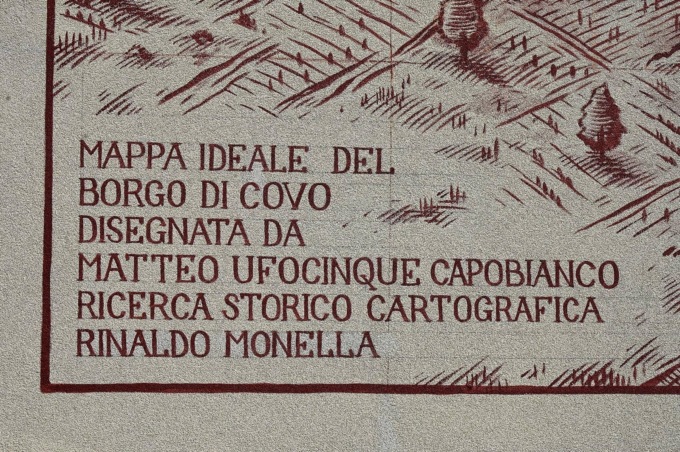 MAPPA IDEALE DEL
BORGO DI COVO
DISEGNATA DA
MATTEO UFOCINQUE CAPOBIANCO
RICERCA STORICO CARTOGRAFICA
RINALDO MONELLA